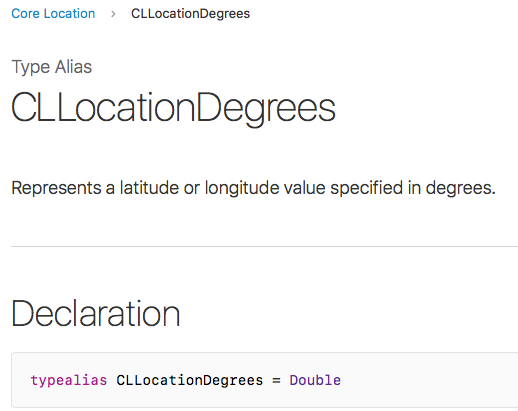 Core Location › CLLocationDegrees
Type Alias
CLLocationDegrees
Represents a latitude or longitude value specified in degrees.
Declaration
typealias CLLocationDegrees = Double